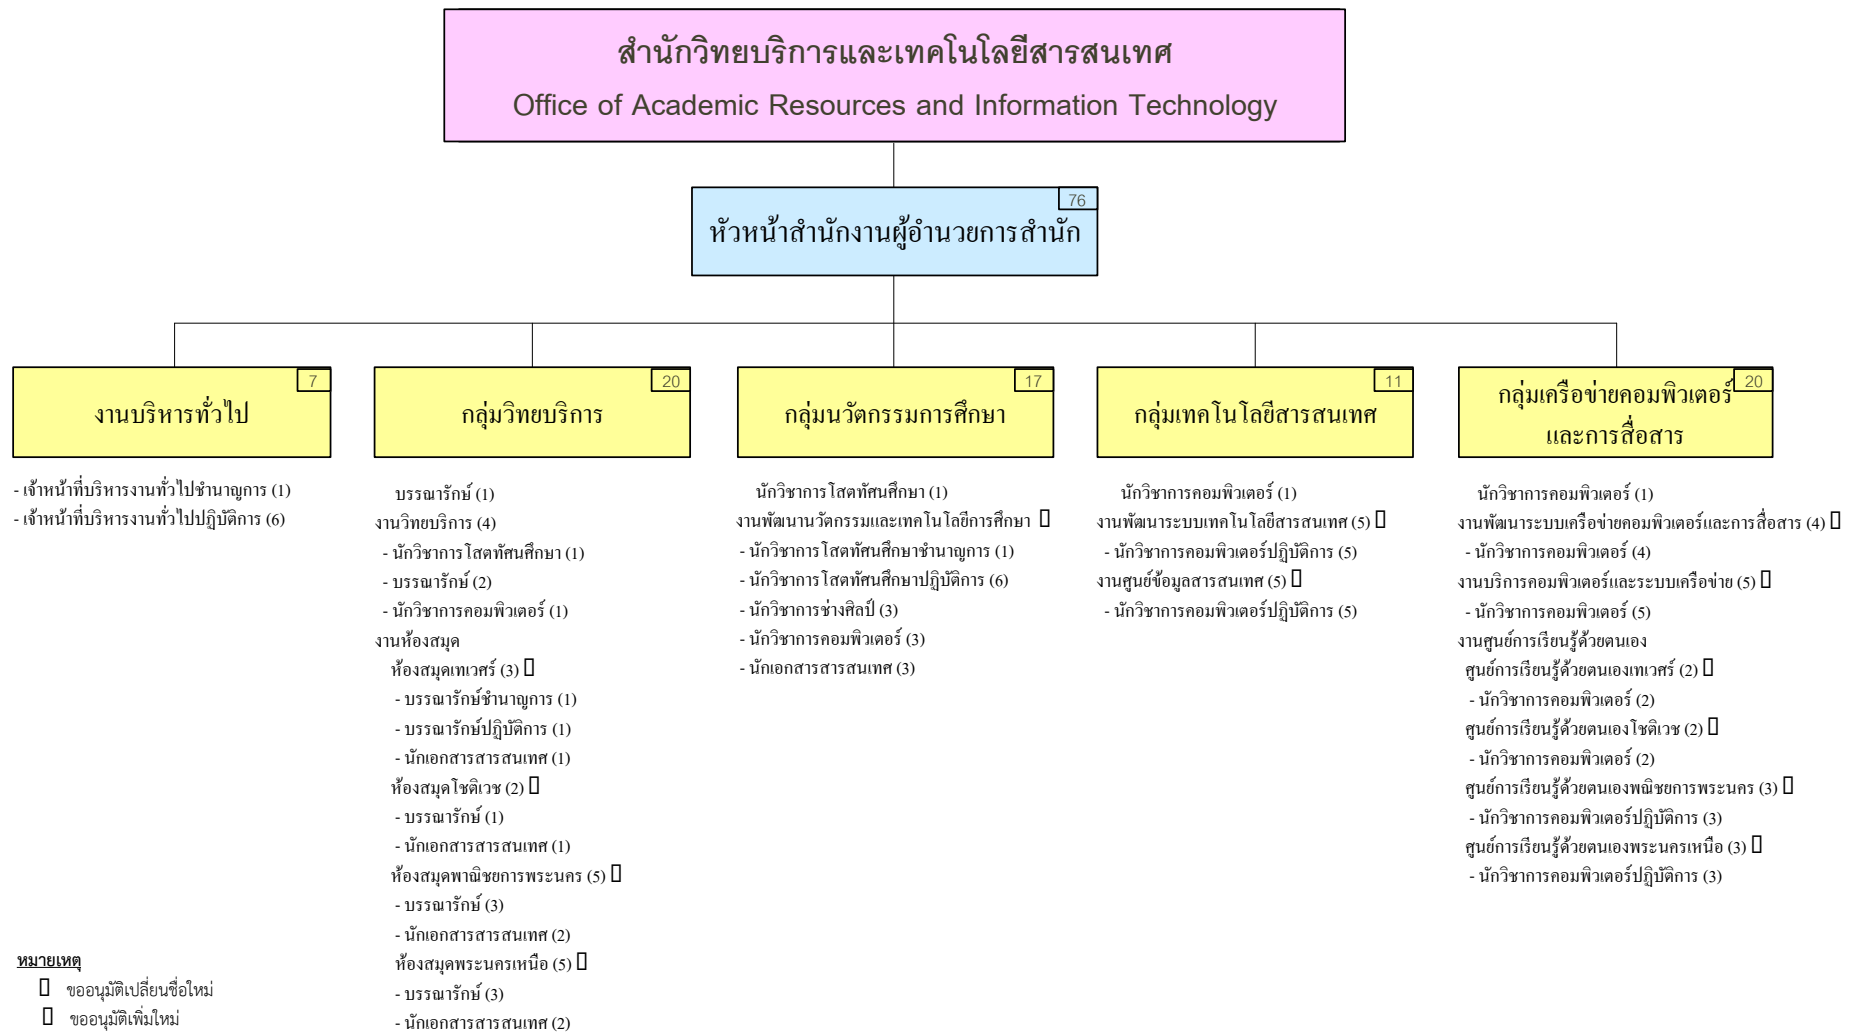 สำนักวิทยบริการและเทคโนโลยีสารสนเทศ
Office of Academic Resources and Information Technology
76
หัวหน้าสำนักงานผู้อำนวยการสำนัก
7
งานบริหารทั่วไป
- เจ้าหน้าที่บริหารงานทั่วไปชำนาญการ (1)
- เจ้าหน้าที่บริหารงานทั่วไปปฏิบัติการ (6)
20
กลุ่มวิทยบริการ
บรรณารักษ์ (1)
งานวิทยบริการ (4)
- นักวิชาการโสตทัศนศึกษา (1)
- บรรณารักษ์ (2)
- นักวิชาการคอมพิวเตอร์ (1)
งานห้องสมุด
ห้องสมุดเทเวศร์ (3)
- บรรณารักษ์ชำนาญการ (1)
- บรรณารักษ์ปฏิบัติการ (1)
- นักเอกสารสารสนเทศ (1)
ห้องสมุดโชติเวช (2)
- บรรณารักษ์ (1)
- นักเอกสารสารสนเทศ (1)
ห้องสมุดพาณิชยการพระนคร (5)
- บรรณารักษ์ (3)
- นักเอกสารสารสนเทศ (2)
ห้องสมุดพระนครเหนือ (5)
- บรรณารักษ์ (3)
- นักเอกสารสารสนเทศ (2)
17
กลุ่มนวัตกรรมการศึกษา
นักวิชาการโสตทัศนศึกษา (1)
งานพัฒนานวัตกรรมและเทคโนโลยีการศึกษา
- นักวิชาการโสตทัศนศึกษาชำนาญการ (1)
- นักวิชาการโสตทัศนศึกษาปฏิบัติการ (6)
- นักวิชาการช่างศิลป์ (3)
- นักวิชาการคอมพิวเตอร์ (3)
- นักเอกสารสารสนเทศ (3)
11
กลุ่มเทคโนโลยีสารสนเทศ
นักวิชาการคอมพิวเตอร์ (1)
งานพัฒนาระบบเทคโนโลยีสารสนเทศ (5)
- นักวิชาการคอมพิวเตอร์ปฏิบัติการ (5)
งานศูนย์ข้อมูลสารสนเทศ (5)
- นักวิชาการคอมพิวเตอร์ปฏิบัติการ (5)
20
กลุ่มเครือข่ายคอมพิวเตอร์
และการสื่อสาร
นักวิชาการคอมพิวเตอร์ (1)
งานพัฒนาระบบเครือข่ายคอมพิวเตอร์และการสื่อสาร (4)
- นักวิชาการคอมพิวเตอร์ (4)
งานบริการคอมพิวเตอร์และระบบเครือข่าย (5)
- นักวิชาการคอมพิวเตอร์ (5)
งานศูนย์การเรียนรู้ด้วยตนเอง
ศูนย์การเรียนรู้ด้วยตนเองเทเวศร์ (2)
- นักวิชาการคอมพิวเตอร์ (2)
ศูนย์การเรียนรู้ด้วยตนเองโชติเวช (2)
- นักวิชาการคอมพิวเตอร์ (2)
ศูนย์การเรียนรู้ด้วยตนเองพณิชยการพระนคร (3)
- นักวิชาการคอมพิวเตอร์ปฏิบัติการ (3)
ศูนย์การเรียนรู้ด้วยตนเองพระนครเหนือ (3)
- นักวิชาการคอมพิวเตอร์ปฏิบัติการ (3)
หมายเหตุ
ขออนุมัติเปลี่ยนชื่อใหม่
ขออนุมัติเพิ่มใหม่